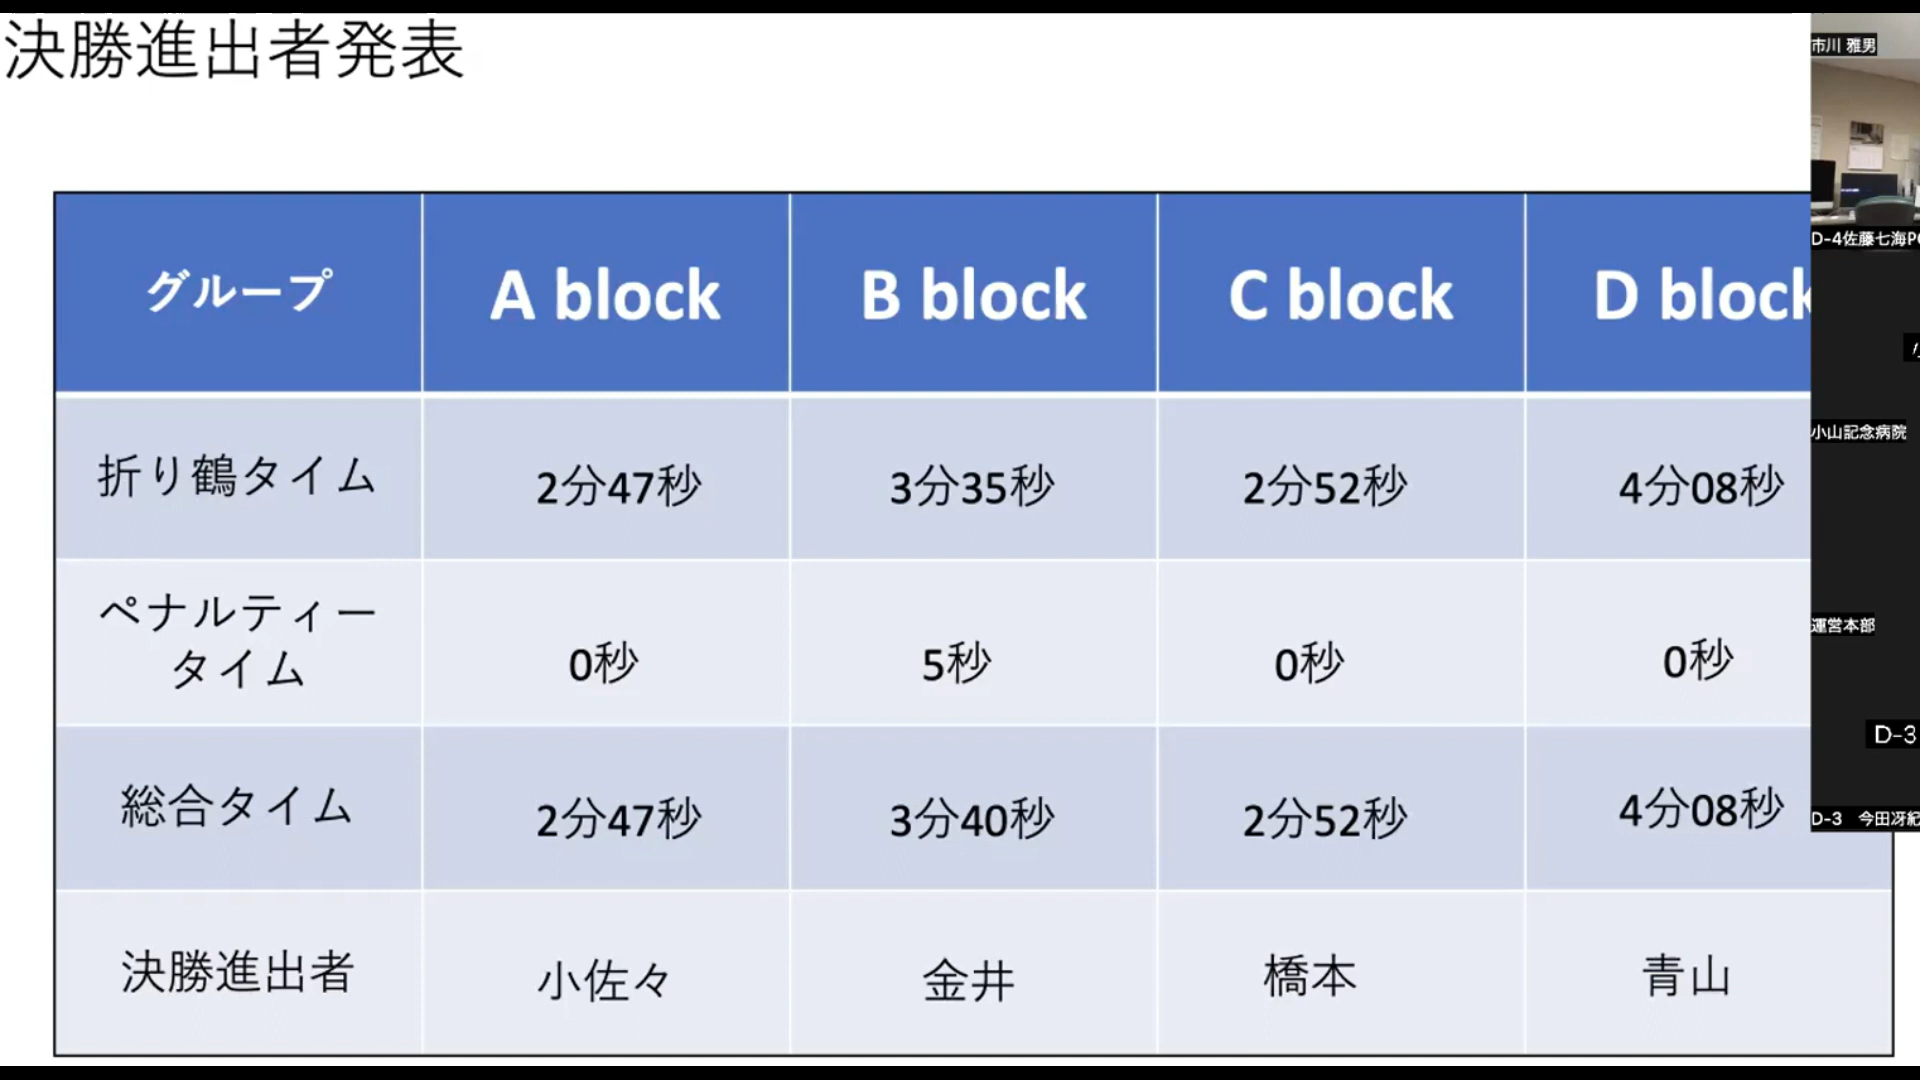 決勝進出者発表
市川 雅男
グループ A block B block C block D block
D-4佐藤七海P
折り鶴タイム 2分47秒 3分35秒 2分52秒 4分08秒
小山記念病院
ペナルティー
タイム 0秒 5秒 0秒 0秒
運営本部
D-3
総合タイム 2分47秒 3分40秒 2分52秒 4分08秒
D-3 今田冴紀
決勝進出者 小佐々 金井 橋本 青山